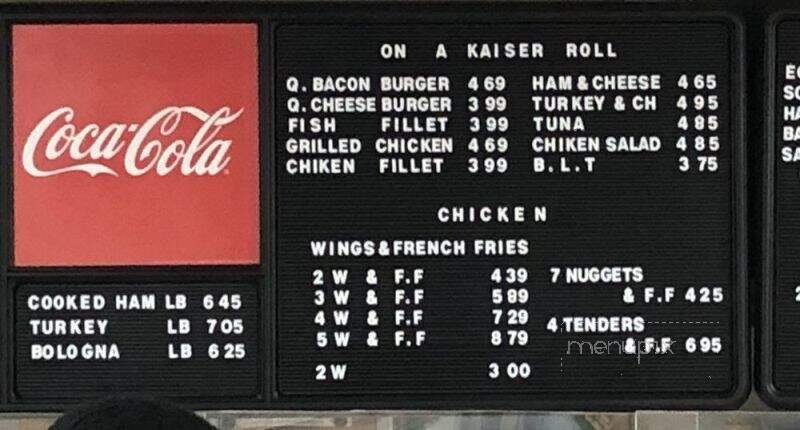 Coca-Cola
COOKED HAM LB 6 45
TURKEY LB 7 05
BOLOGNA LB 6 25
ON A KAISER ROLL
Q. BACON BURGER 4 69 HAM & CHEESE 4 65
Q. CHEESE BURGER 3 99 TURKEY & CH 4 95
FISH FILLET 3 99 TUNA 4 85
GRILLED CHICKEN 4 69 CHIKEN SALAD 4 85
CHIKEN FILLET 3 99 B. L. T 3 75
CHICKEN
WINGS & FRENCH FRIES
2 W & F.F 4 39 7 NUGGETS
3 W & F.F 5 89 & F.F 4 25
4 W & F.F 7 29 4 TENDERS
5 W & F.F 8 79 & F.F 6 95
2 W 3 00
menupix